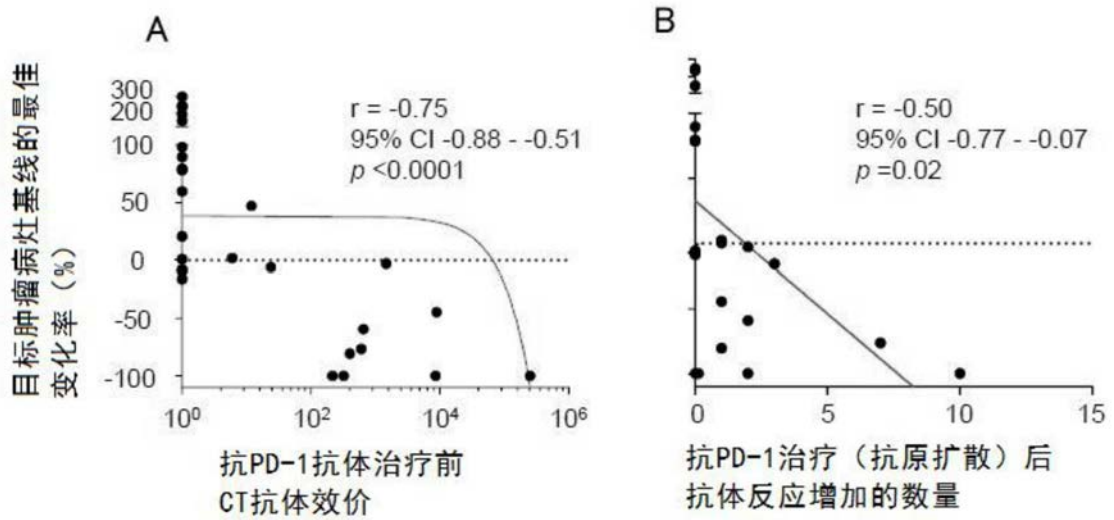 A
目标肿瘤病灶基线的最佳
变化率（%）
300
200
100
50
0
-50
-100
r = -0.75
95% CI -0.88 - -0.51
p <0.0001
10⁰
10²
10⁴
10⁶
抗PD-1抗体治疗前
CT抗体效价
B
r = -0.50
95% CI -0.77 - -0.07
p =0.02
0
5
10
15
抗PD-1治疗（抗原扩散）后
抗体反应增加的数量